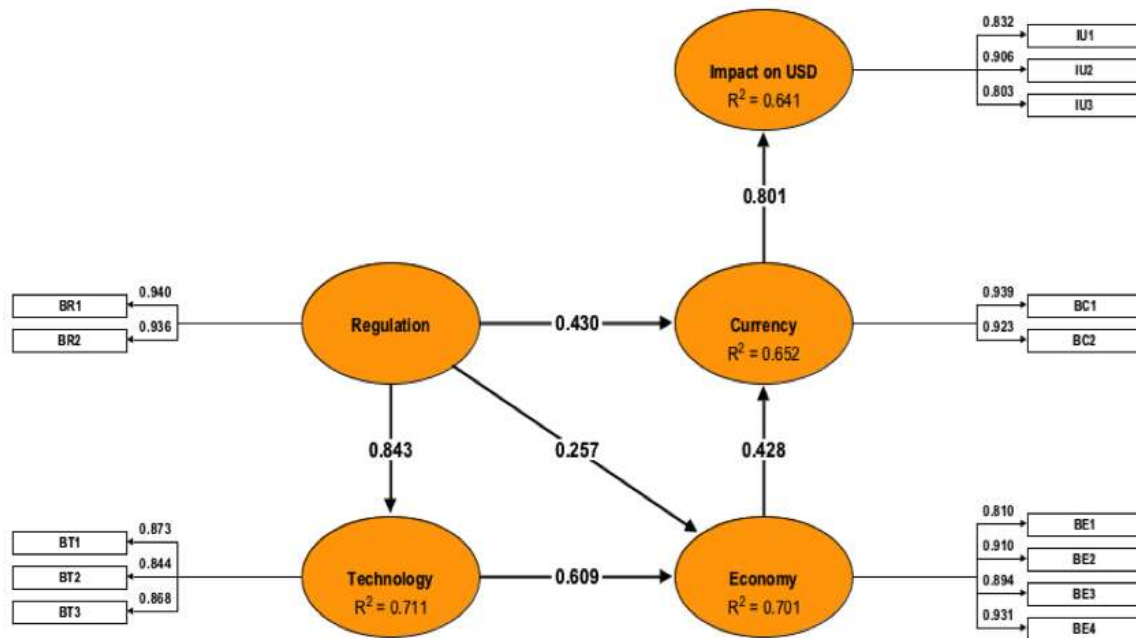 Impact on USD
R² = 0.641
0.832
IU1
0.906
IU2
0.803
IU3
0.801
0.940
BR1
0.936
BR2
Regulation
0.430
Currency
R² = 0.652
0.939
BC1
0.923
BC2
0.843
0.257
0.428
0.873
BT1
0.844
BT2
0.868
BT3
Technology
R² = 0.711
0.609
Economy
R² = 0.701
0.810
BE1
0.910
BE2
0.894
BE3
0.931
BE4